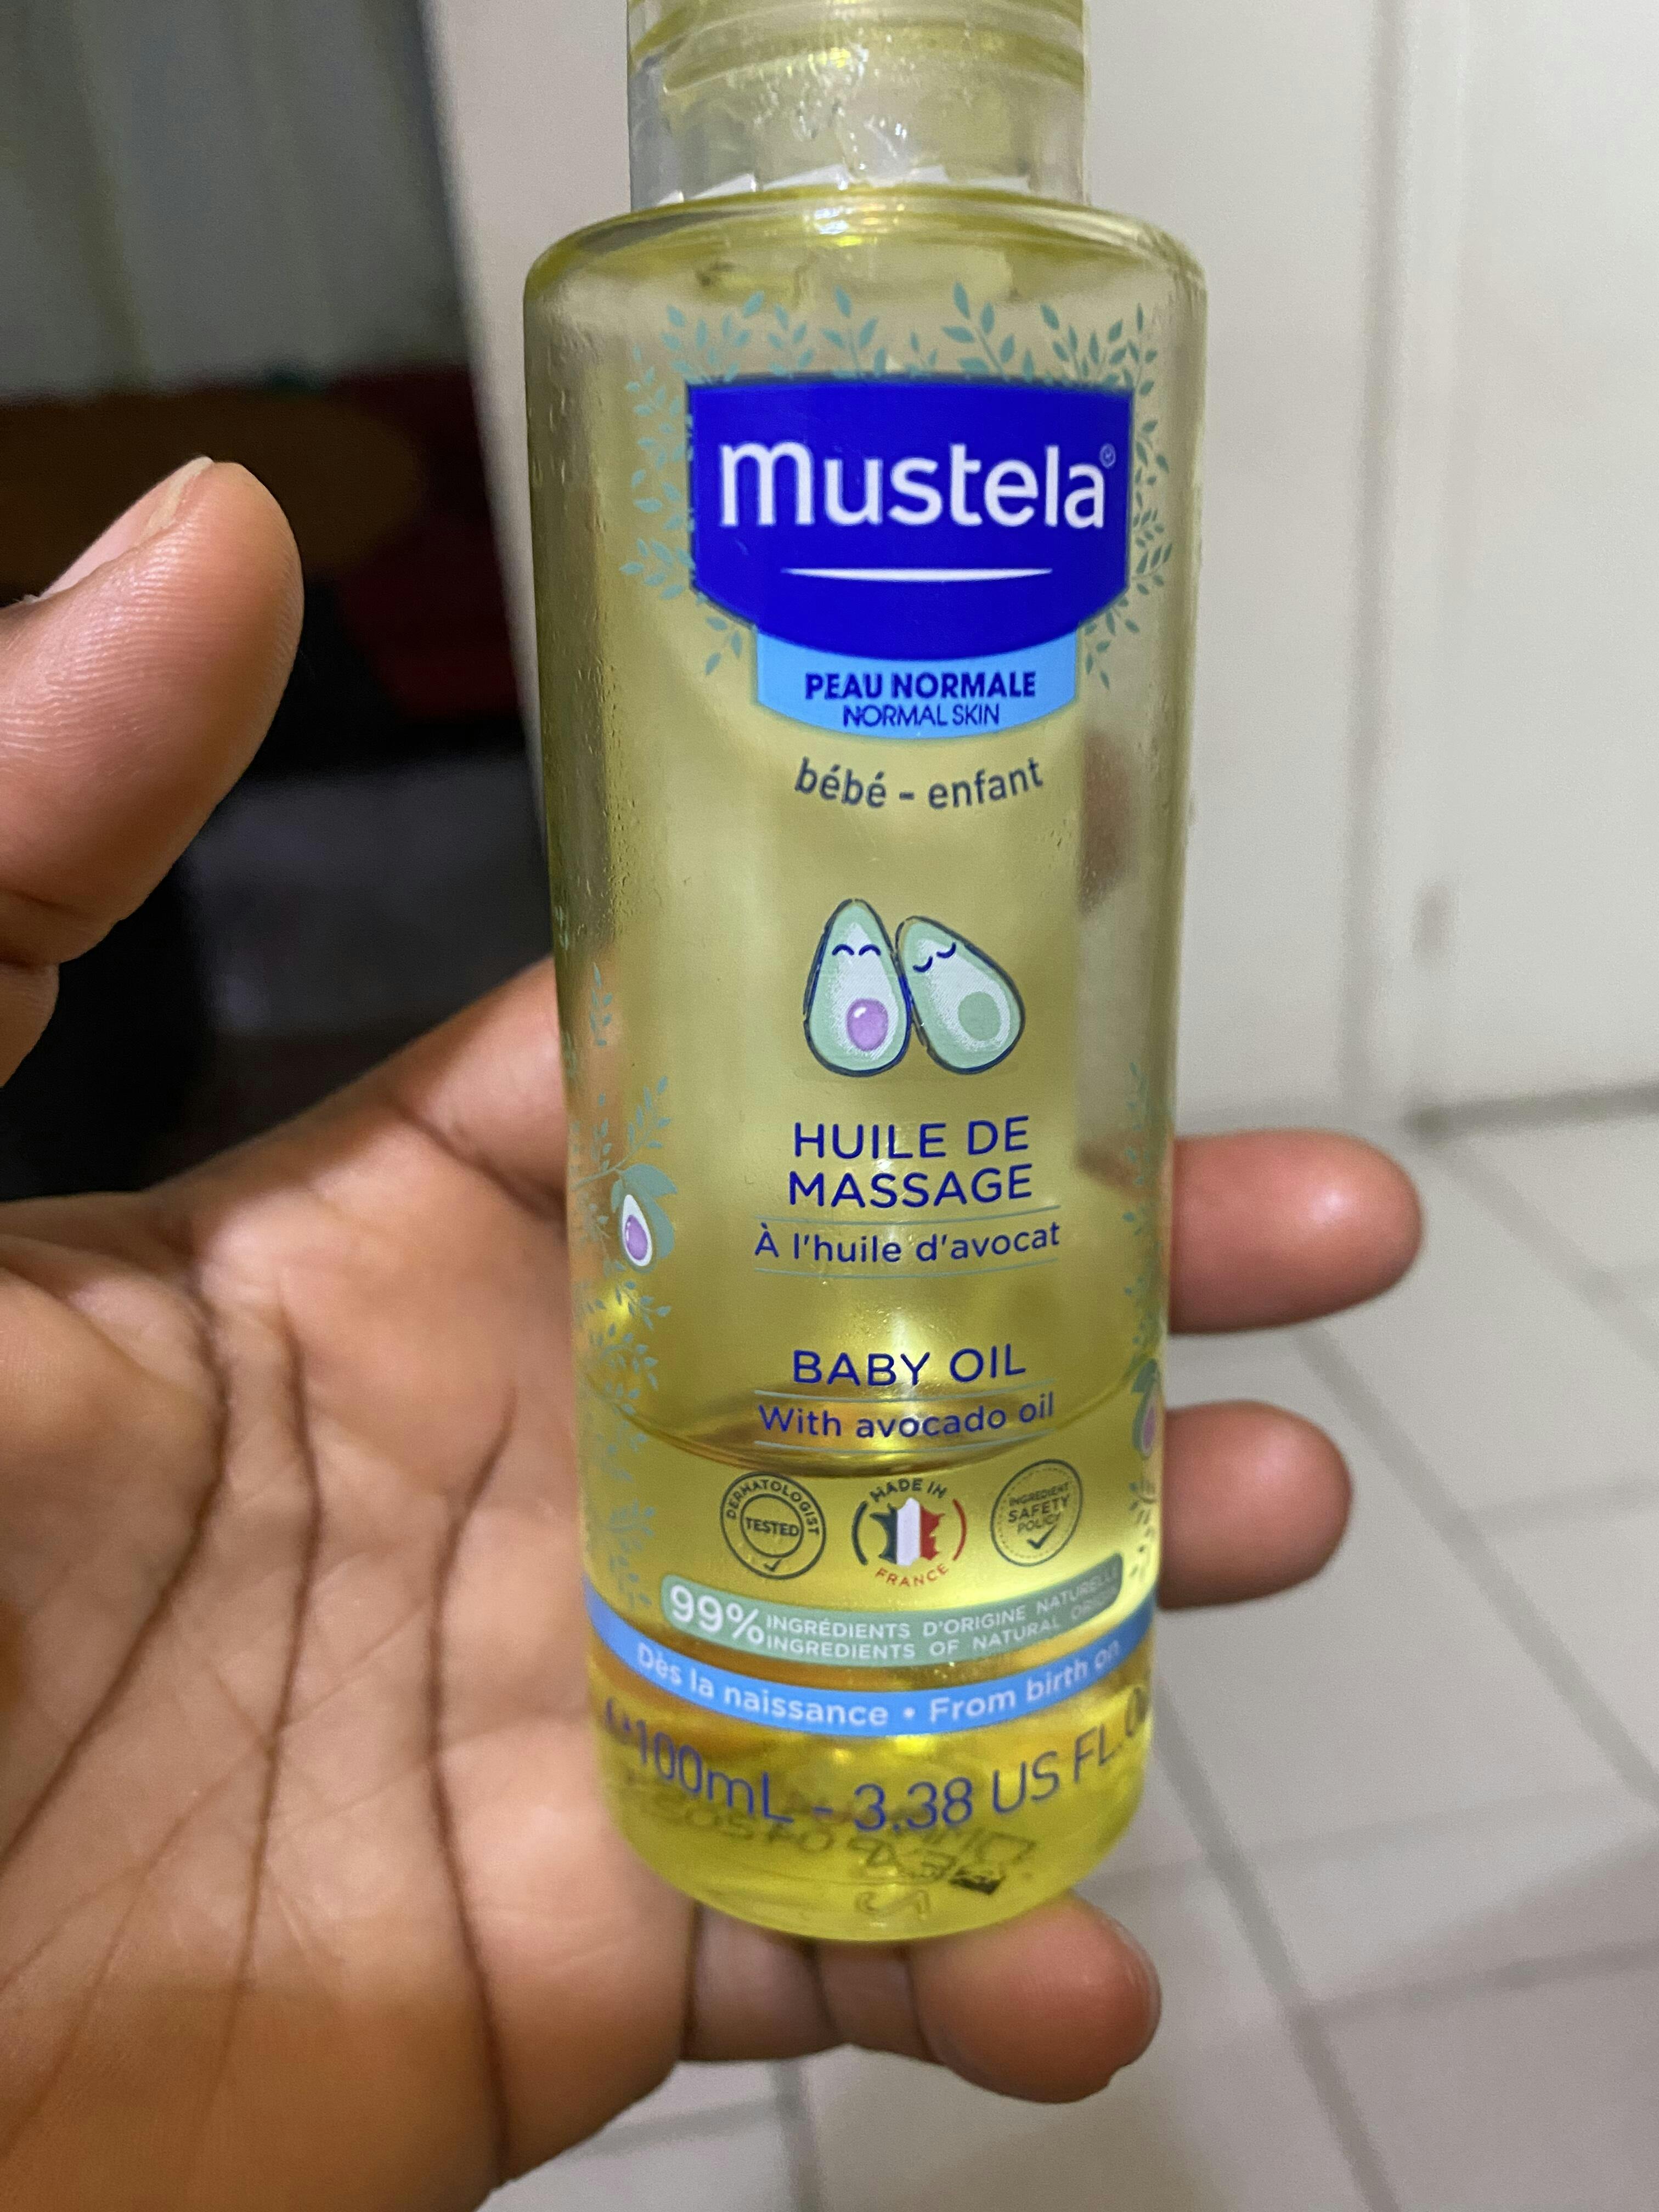 mustela®
PEAU NORMALE
NORMAL SKIN
bébé - enfant
HUILE DE
MASSAGE
À l'huile d'avocat
BABY OIL
With avocado oil
DERMATOLOGIST
TESTED
MADE IN
FRANCE
INGREDIENT
SAFETY
POLICY
99%
INGRÉDIENTS D'ORIGINE NATURELLE
INGREDIENTS OF NATURAL ORIGIN
Dès la naissance • From birth on
100mL - 3.38 US FL.